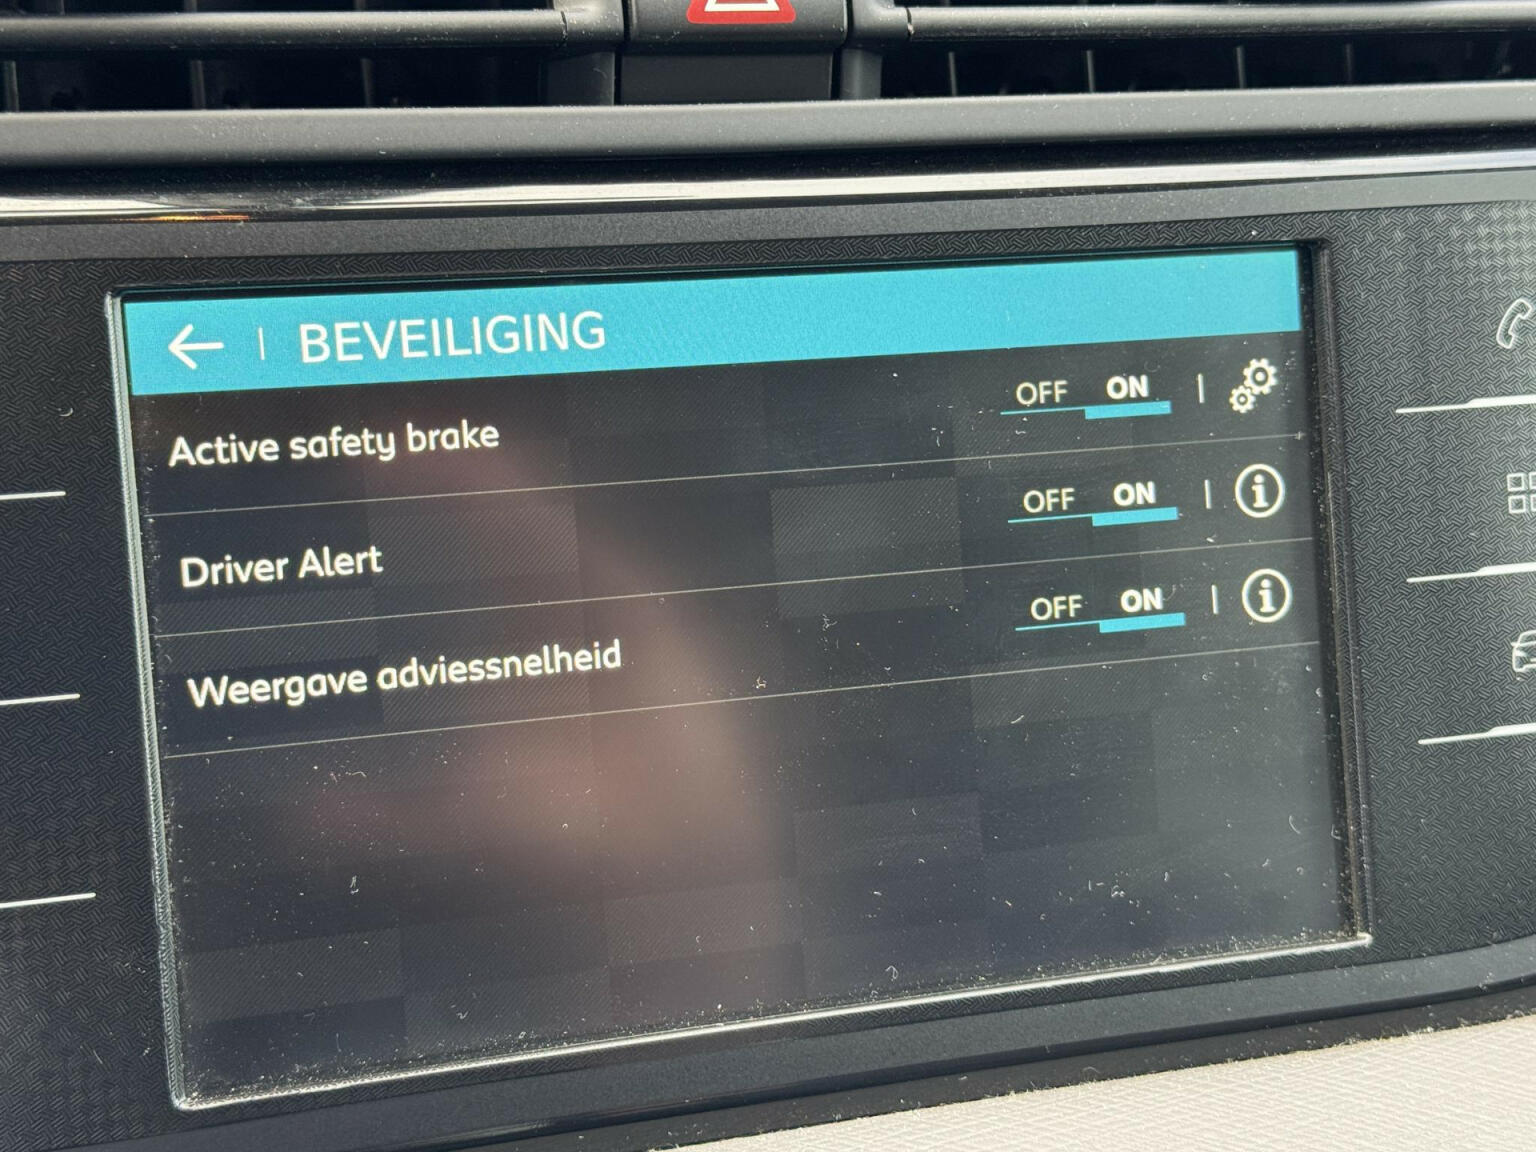 BEVEILIGING
Active safety brake OFF ON
Driver Alert OFF ON
Weergave adviessnelheid OFF ON